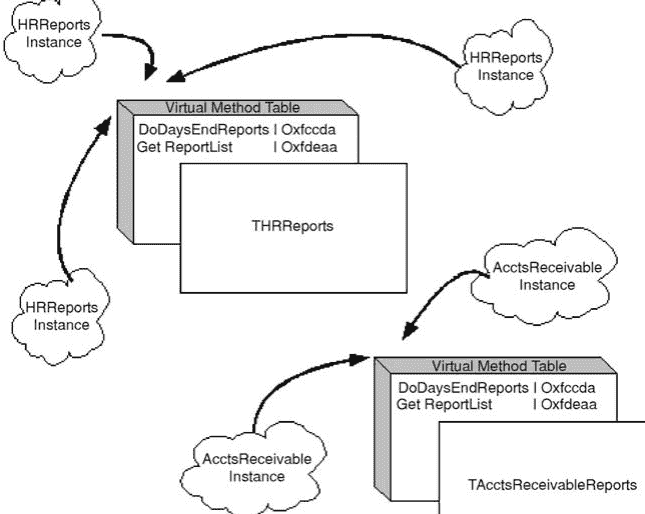 HRReports
Instance
HRReports
Instance
Virtual Method Table
DoDaysEndReports | Oxfccda
Get ReportList | Oxfdeaa
THRReports
AcctsReceivable
Instance
HRReports
Instance
Virtual Method Table
DoDaysEndReports | Oxfccda
Get ReportList | Oxfdeaa
AcctsReceivable
Instance
TAcctsReceivableReports